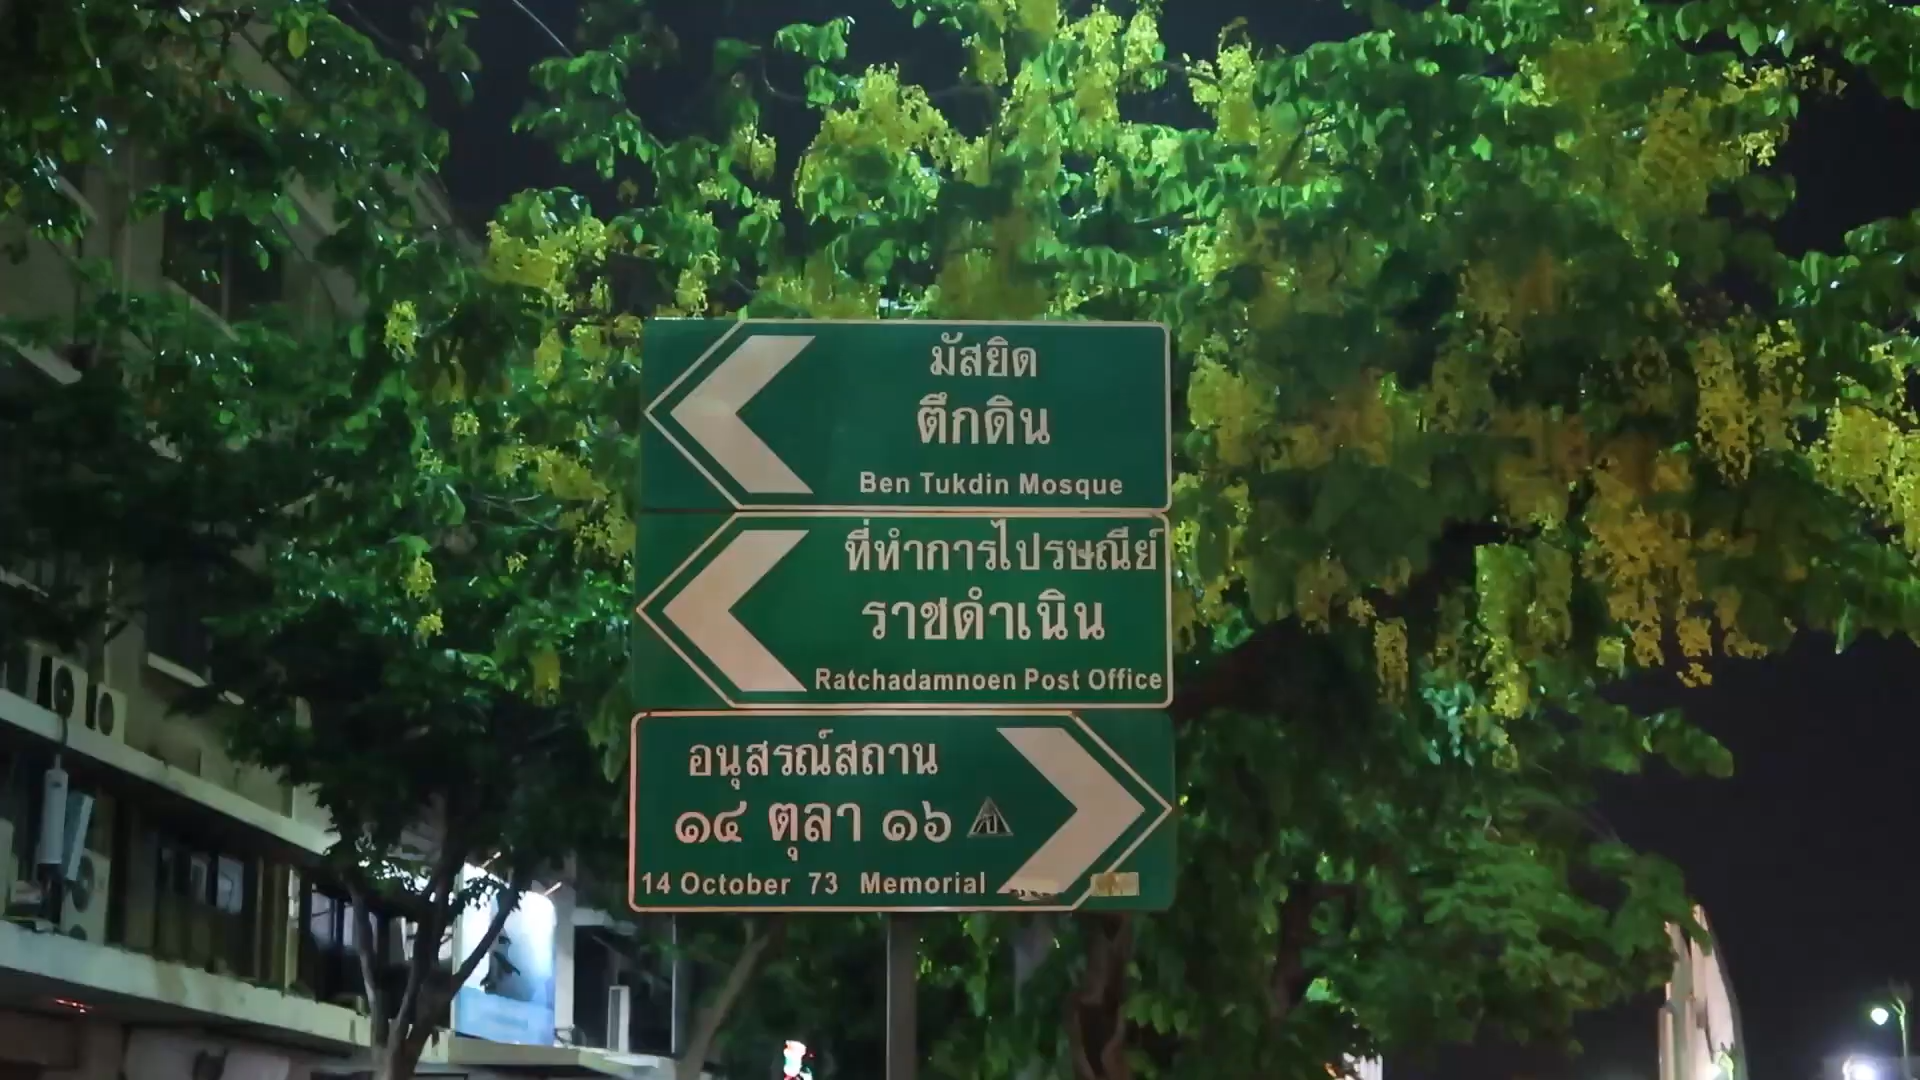 มัสยิด
ตึกดิน
Ben Tukdin Mosque
ที่ทำการไปรษณีย์
ราชดำเนิน
Ratchadamnoen Post Office
อนุสรณ์สถาน
๑๔ ตุลา ๑๖
14 October 73 Memorial